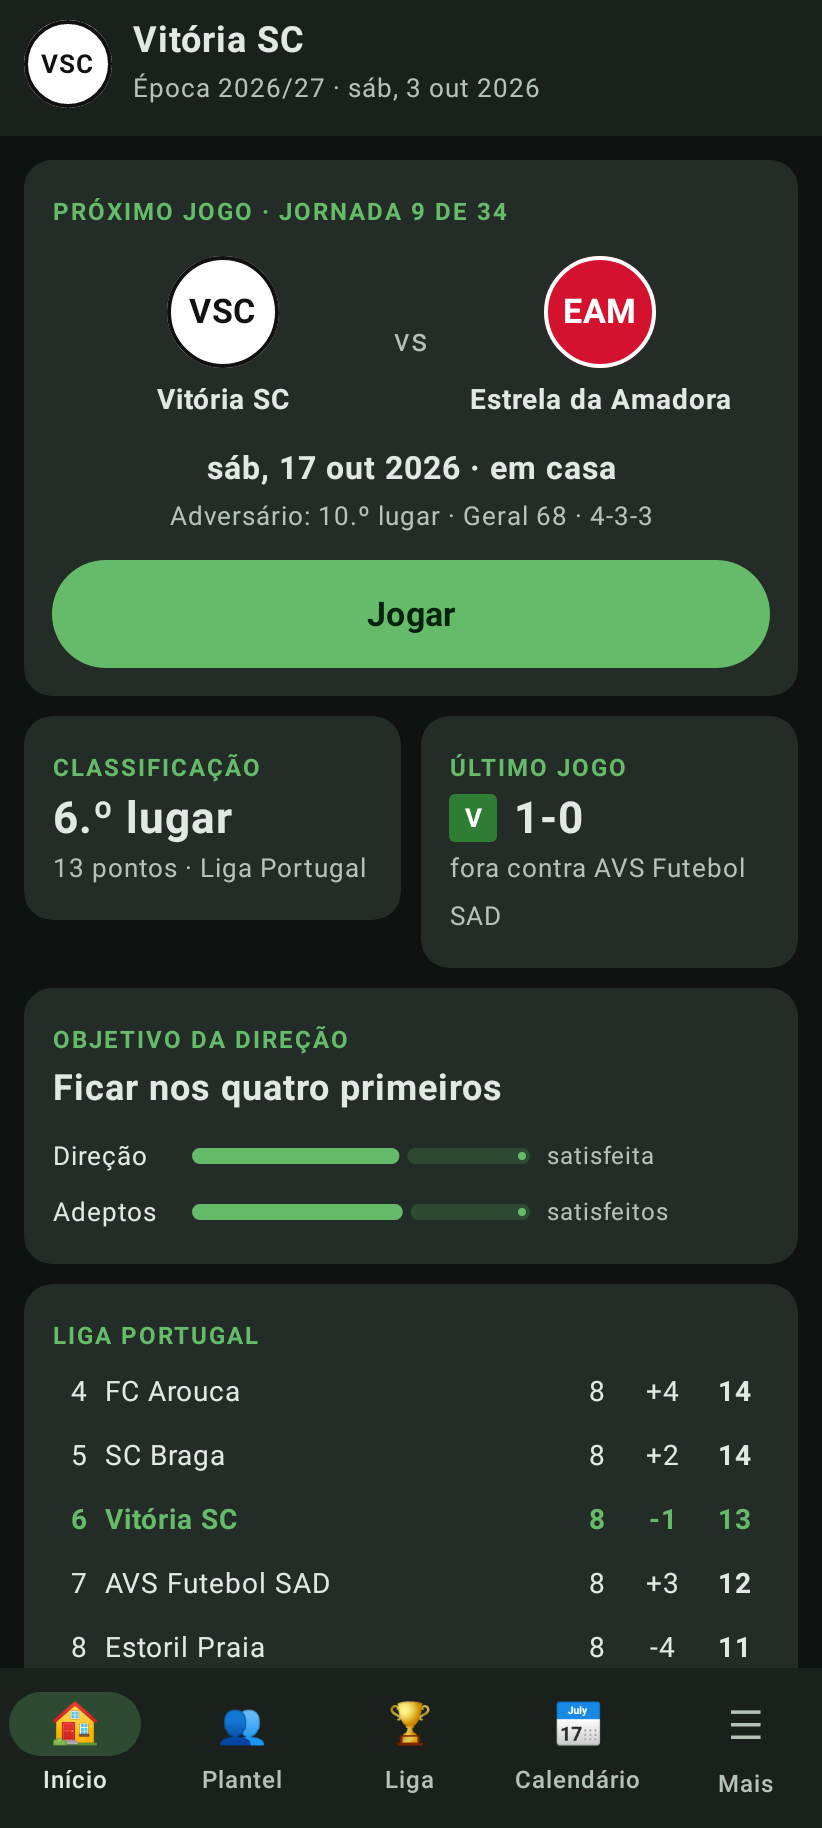 VSC
Vitória SC
Época 2026/27 · sáb, 3 out 2026
PRÓXIMO JOGO · JORNADA 9 DE 34
VSC
vs
EAM
Vitória SC
Estrela da Amadora
sáb, 17 out 2026 · em casa
Adversário: 10.º lugar · Geral 68 · 4-3-3
Jogar
CLASSIFICAÇÃO
6.º lugar
13 pontos · Liga Portugal
ÚLTIMO JOGO
V 1-0
fora contra AVS Futebol
SAD
OBJETIVO DA DIREÇÃO
Ficar nos quatro primeiros
Direção satisfeita
Adeptos satisfeitos
LIGA PORTUGAL
4 FC Arouca 8 +4 14
5 SC Braga 8 +2 14
6 Vitória SC 8 -1 13
7 AVS Futebol SAD 8 +3 12
8 Estoril Praia 8 -4 11
July
17
Início
Plantel
Liga
Calendário
Mais